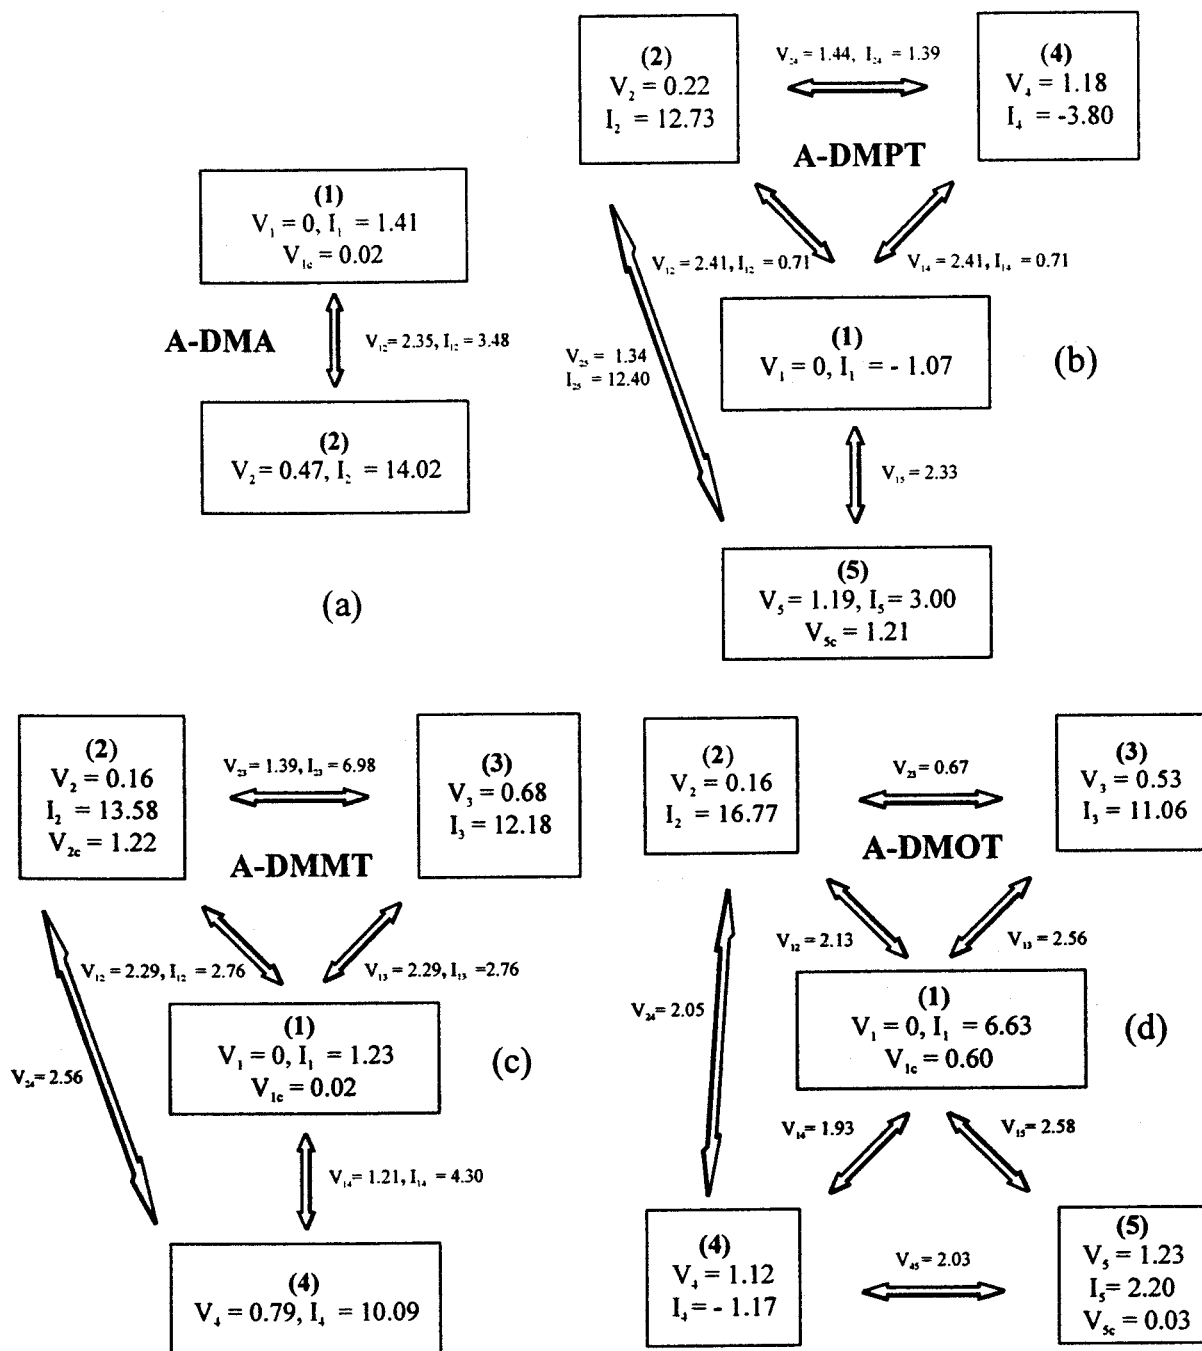 (1)
V₁ = 0, I₁ = 1.41
V₁c = 0.02
A-DMA
V₁₂= 2.35, I₁₂= 3.48
(2)
V₂= 0.47, I₂ = 14.02
(a)
(2)
V₂ = 0.22
I₂ = 12.73
V₂₄ = 1.44, I₂₄ = 1.39
(4)
V₄ = 1.18
I₄ = -3.80
A-DMPT
V₁₂ = 2.41, I₁₂ = 0.71
V₁₄ = 2.41, I₁₄ = 0.71
V₂₅ = 1.34
I₂₅ = 12.40
(1)
V₁ = 0, I₁ = - 1.07
(b)
V₁₅ = 2.33
(5)
V₅ = 1.19, I₅ = 3.00
V₅c = 1.21
(2)
V₂ = 0.16
I₂ = 13.58
V₂c = 1.22
V₂₃= 1.39, I₂₃ = 6.98
(3)
V₃ = 0.68
I₃ = 12.18
A-DMMT
V₁₂ = 2.29, I₁₂ = 2.76
V₁₃ = 2.29, I₁₃ =2.76
V₂₄= 2.56
(1)
V₁ = 0, I₁ = 1.23
V₁c = 0.02
(c)
V₁₄= 1.21, I₁₄ = 4.30
(4)
V₄ = 0.79, I₄ = 10.09
(2)
V₂ = 0.16
I₂ = 16.77
V₂₃ = 0.67
(3)
V₃ = 0.53
I₃ = 11.06
A-DMOT
V₁₂ = 2.13
V₁₃ = 2.56
V₂₄= 2.05
(1)
V₁ = 0, I₁ = 6.63
V₁c = 0.60
(d)
V₁₄= 1.93
V₁₅= 2.58
(4)
V₄ = 1.12
I₄= - 1.17
V₄₅ = 2.03
(5)
V₅ = 1.23
I₅= 2.20
V₅c = 0.03